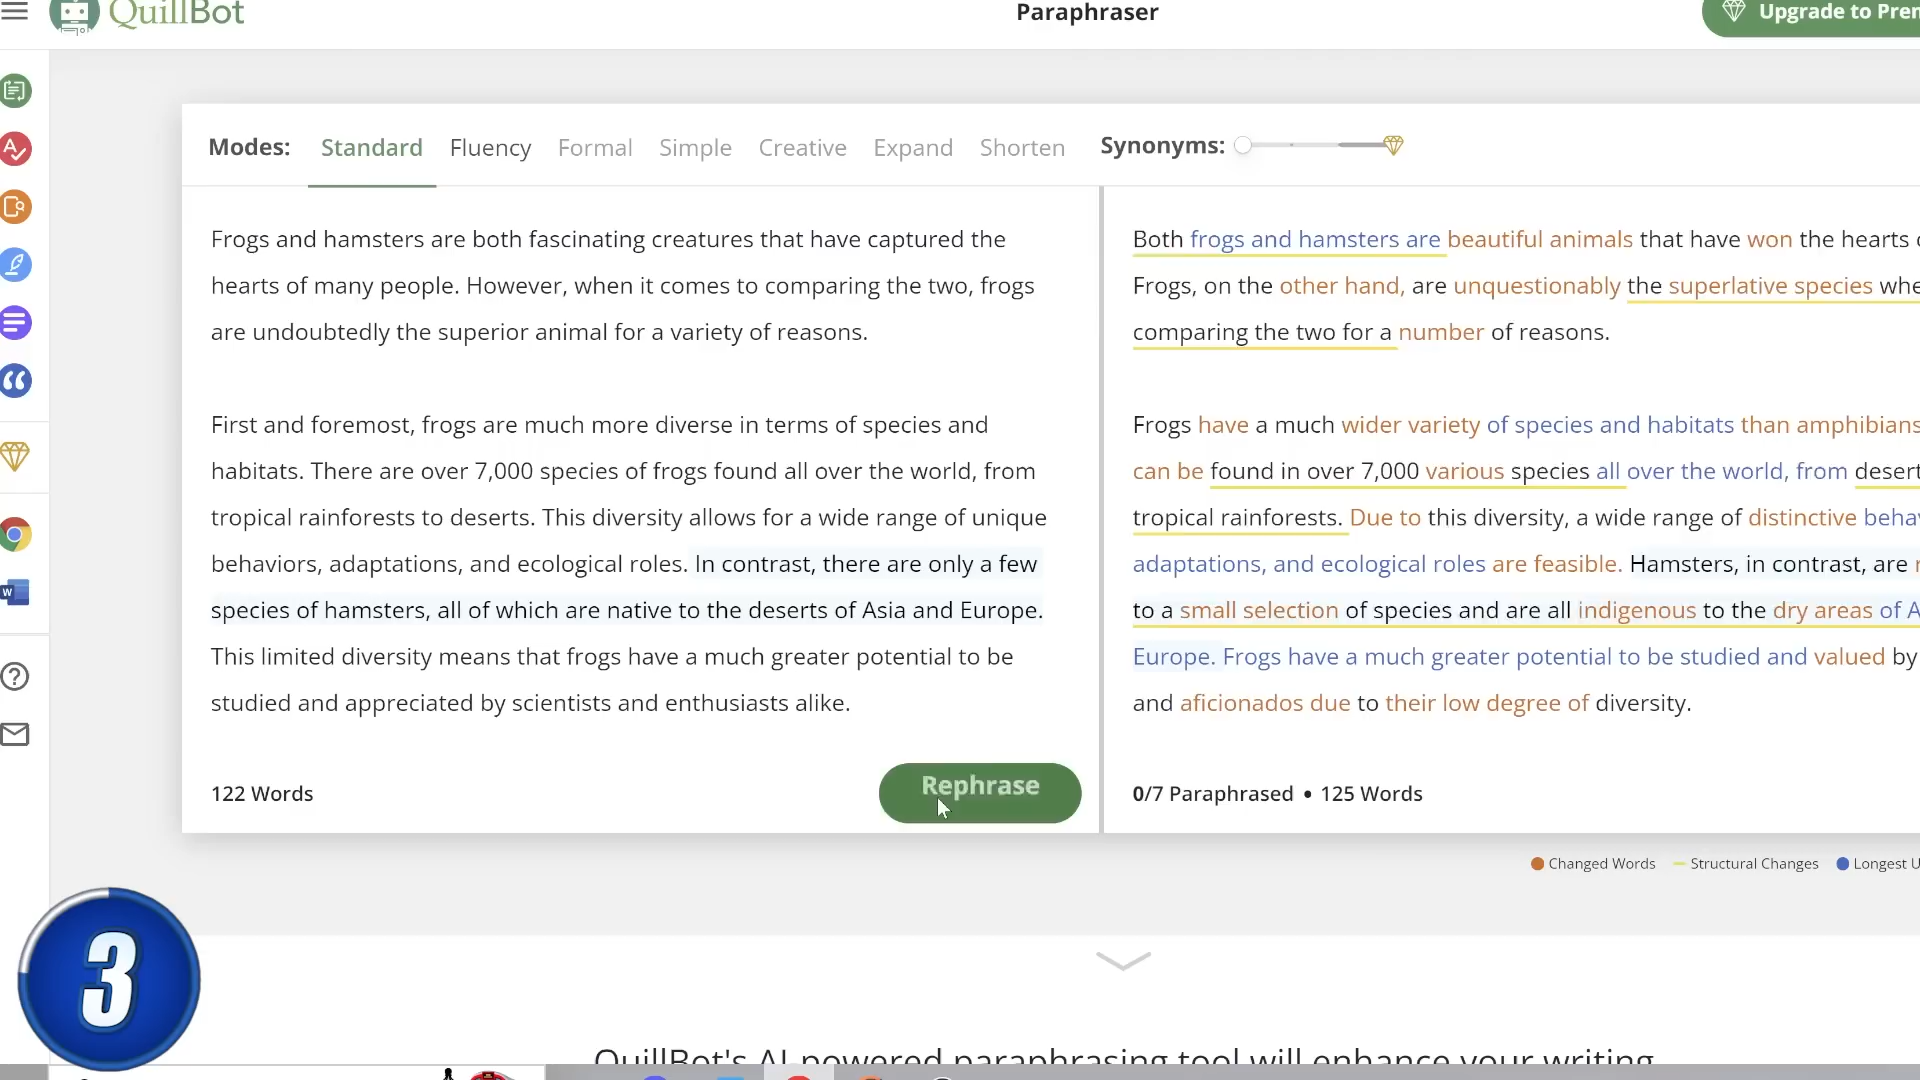 QuillBot
Paraphraser
Upgrade to Prem
Modes: Standard Fluency Formal Simple Creative Expand Shorten Synonyms:
Frogs and hamsters are both fascinating creatures that have captured the
hearts of many people. However, when it comes to comparing the two, frogs
are undoubtedly the superior animal for a variety of reasons.
First and foremost, frogs are much more diverse in terms of species and
habitats. There are over 7,000 species of frogs found all over the world, from
tropical rainforests to deserts. This diversity allows for a wide range of unique
behaviors, adaptations, and ecological roles. In contrast, there are only a few
species of hamsters, all of which are native to the deserts of Asia and Europe.
This limited diversity means that frogs have a much greater potential to be
studied and appreciated by scientists and enthusiasts alike.
122 Words
Rephrase
Both frogs and hamsters are beautiful animals that have won the hearts
Frogs, on the other hand, are unquestionably the superlative species whe
comparing the two for a number of reasons.
Frogs have a much wider variety of species and habitats than amphibians
can be found in over 7,000 various species all over the world, from desert
tropical rainforests. Due to this diversity, a wide range of distinctive behav
adaptations, and ecological roles are feasible. Hamsters, in contrast, are
to a small selection of species and are all indigenous to the dry areas of A
Europe. Frogs have a much greater potential to be studied and valued by
and aficionados due to their low degree of diversity.
0/7 Paraphrased • 125 Words
Changed Words Structural Changes Longest U
3
QuillBot's AI-powered paraphrasing tool will enhance your writing